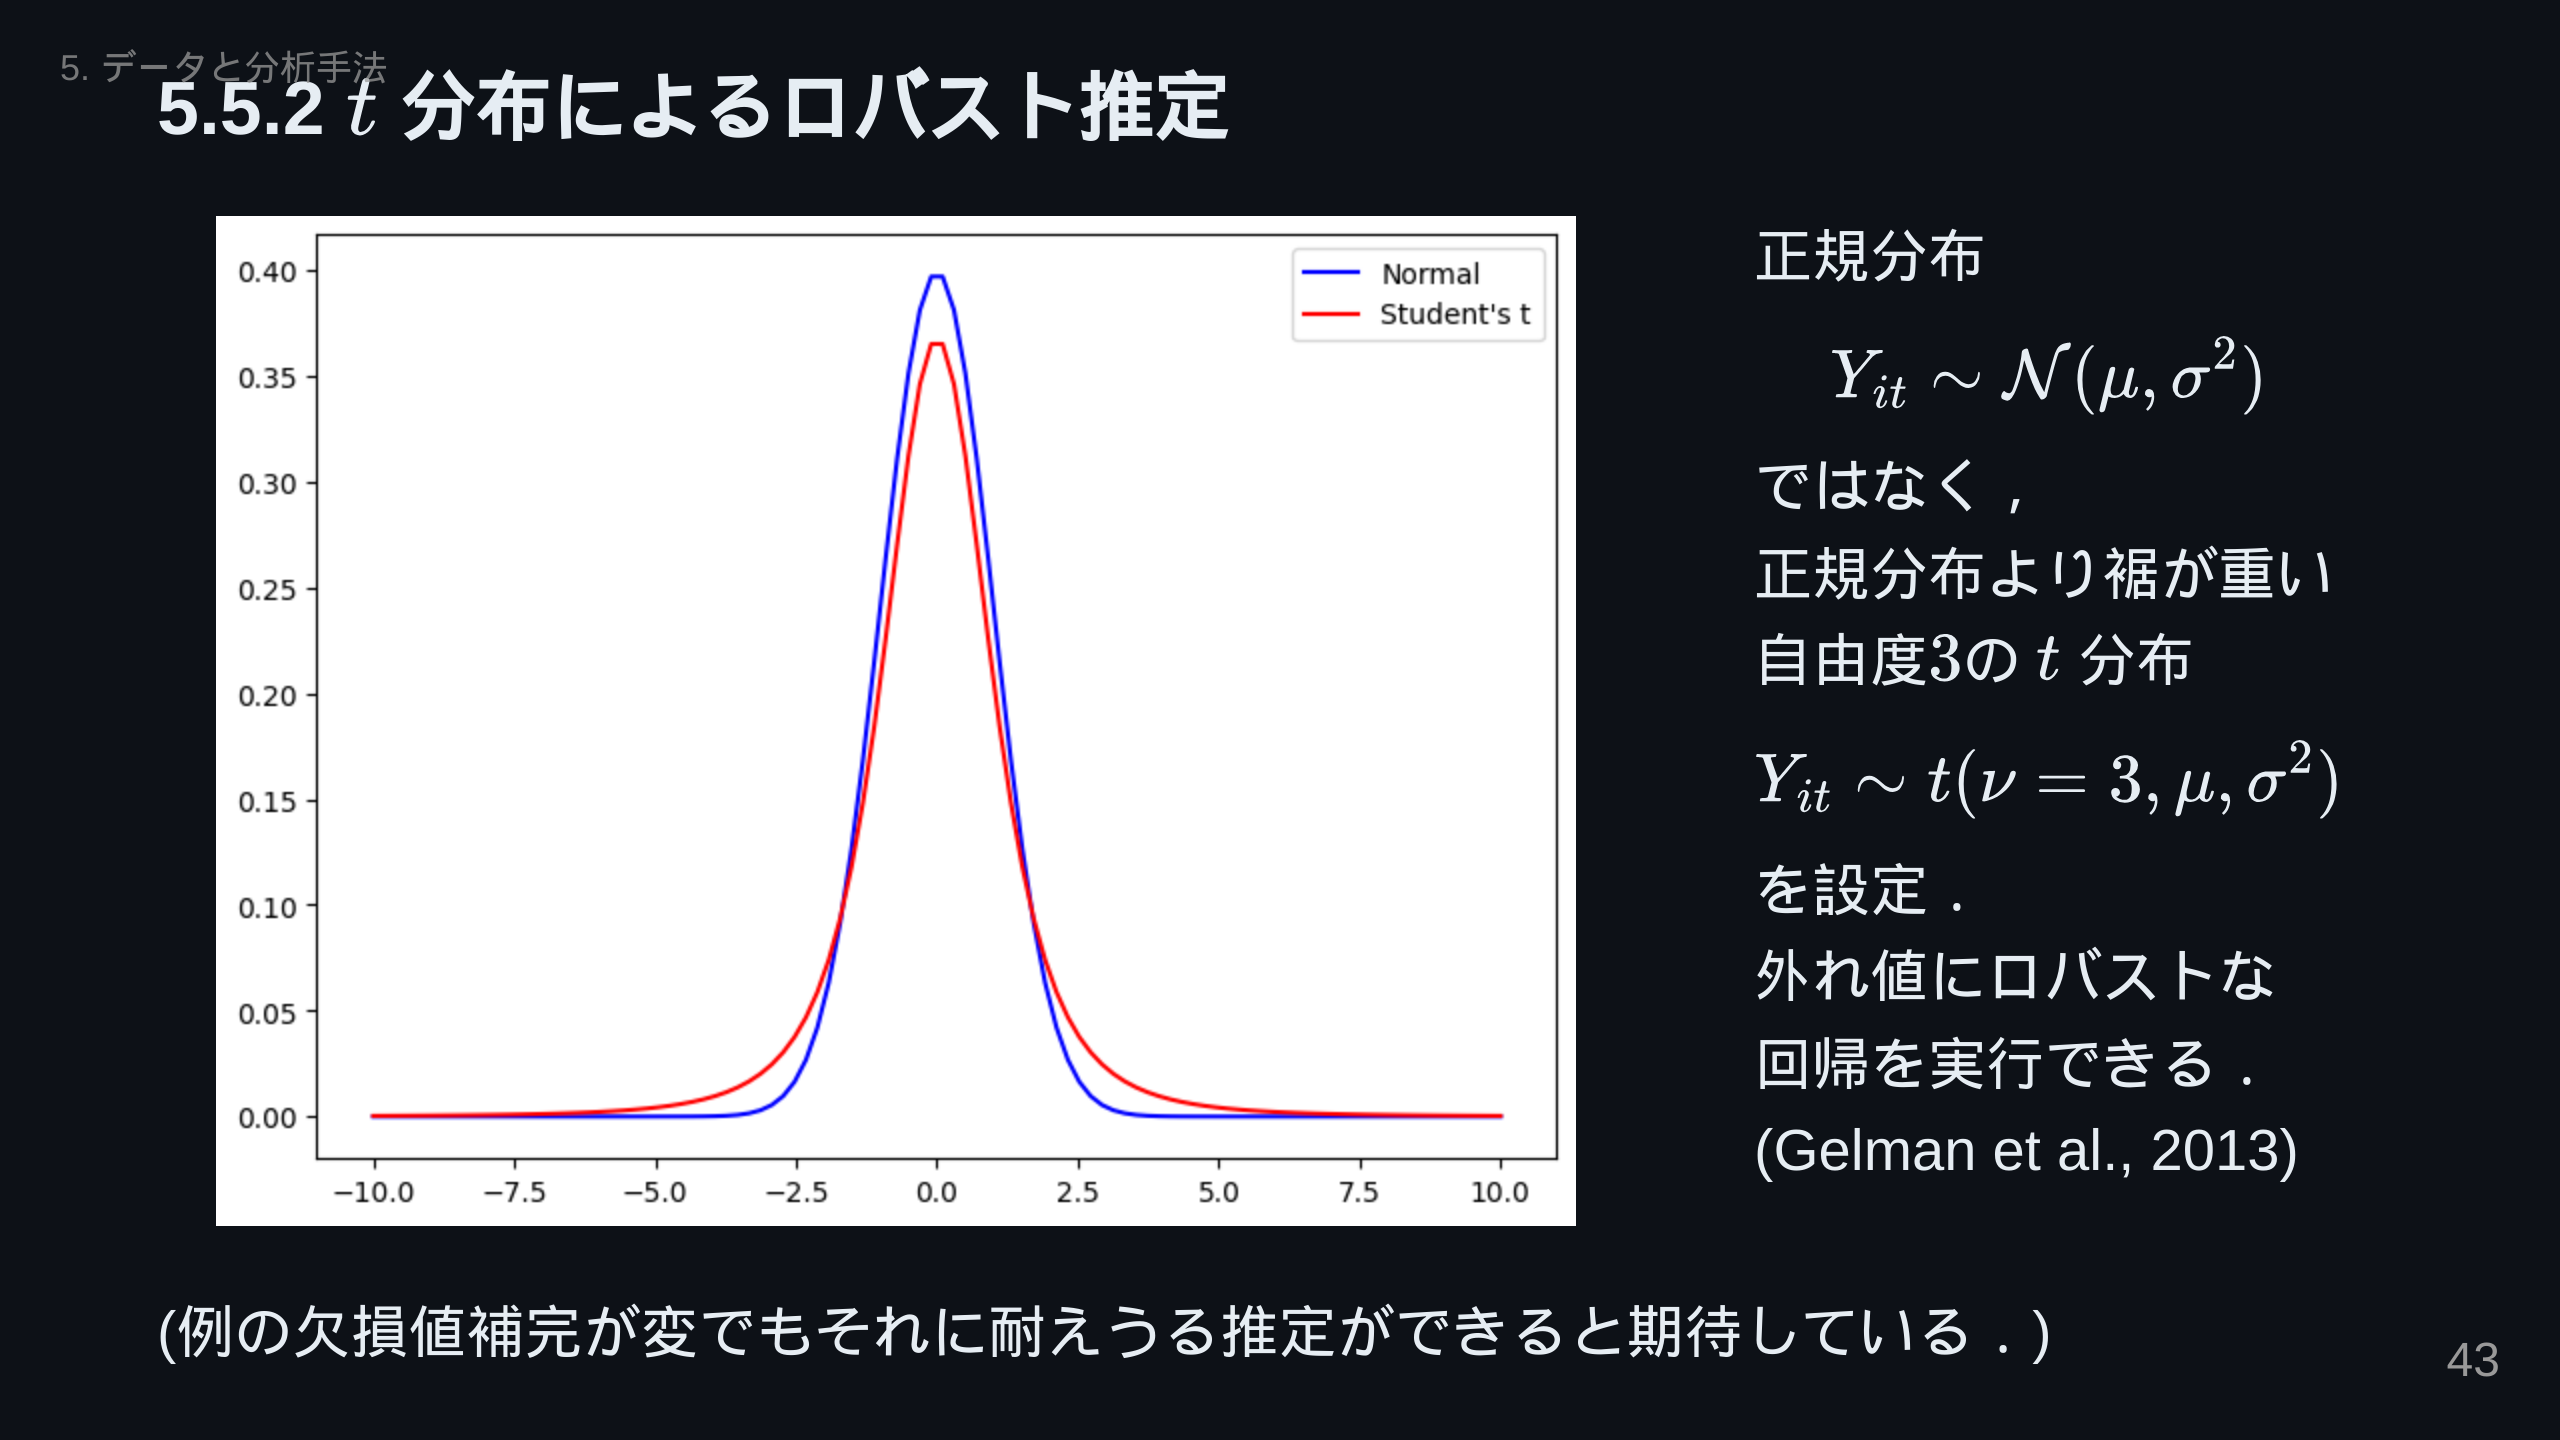 5. データと分析手法
5.5.2 t 分布によるロバスト推定
0.40
0.35
0.30
0.25
0.20
0.15
0.10
0.05
0.00
−10.0 −7.5 −5.0 −2.5 0.0 2.5 5.0 7.5 10.0
Normal
Student's t
正規分布
Y_{it} ∼ 𝒩(μ, σ²)
ではなく，
正規分布より裾が重い
自由度3の t 分布
Y_{it} ∼ t(ν = 3, μ, σ²)
を設定．
外れ値にロバストな
回帰を実行できる．
(Gelman et al., 2013)
(例の欠損値補完が変でもそれに耐えうる推定ができると期待している．)
43